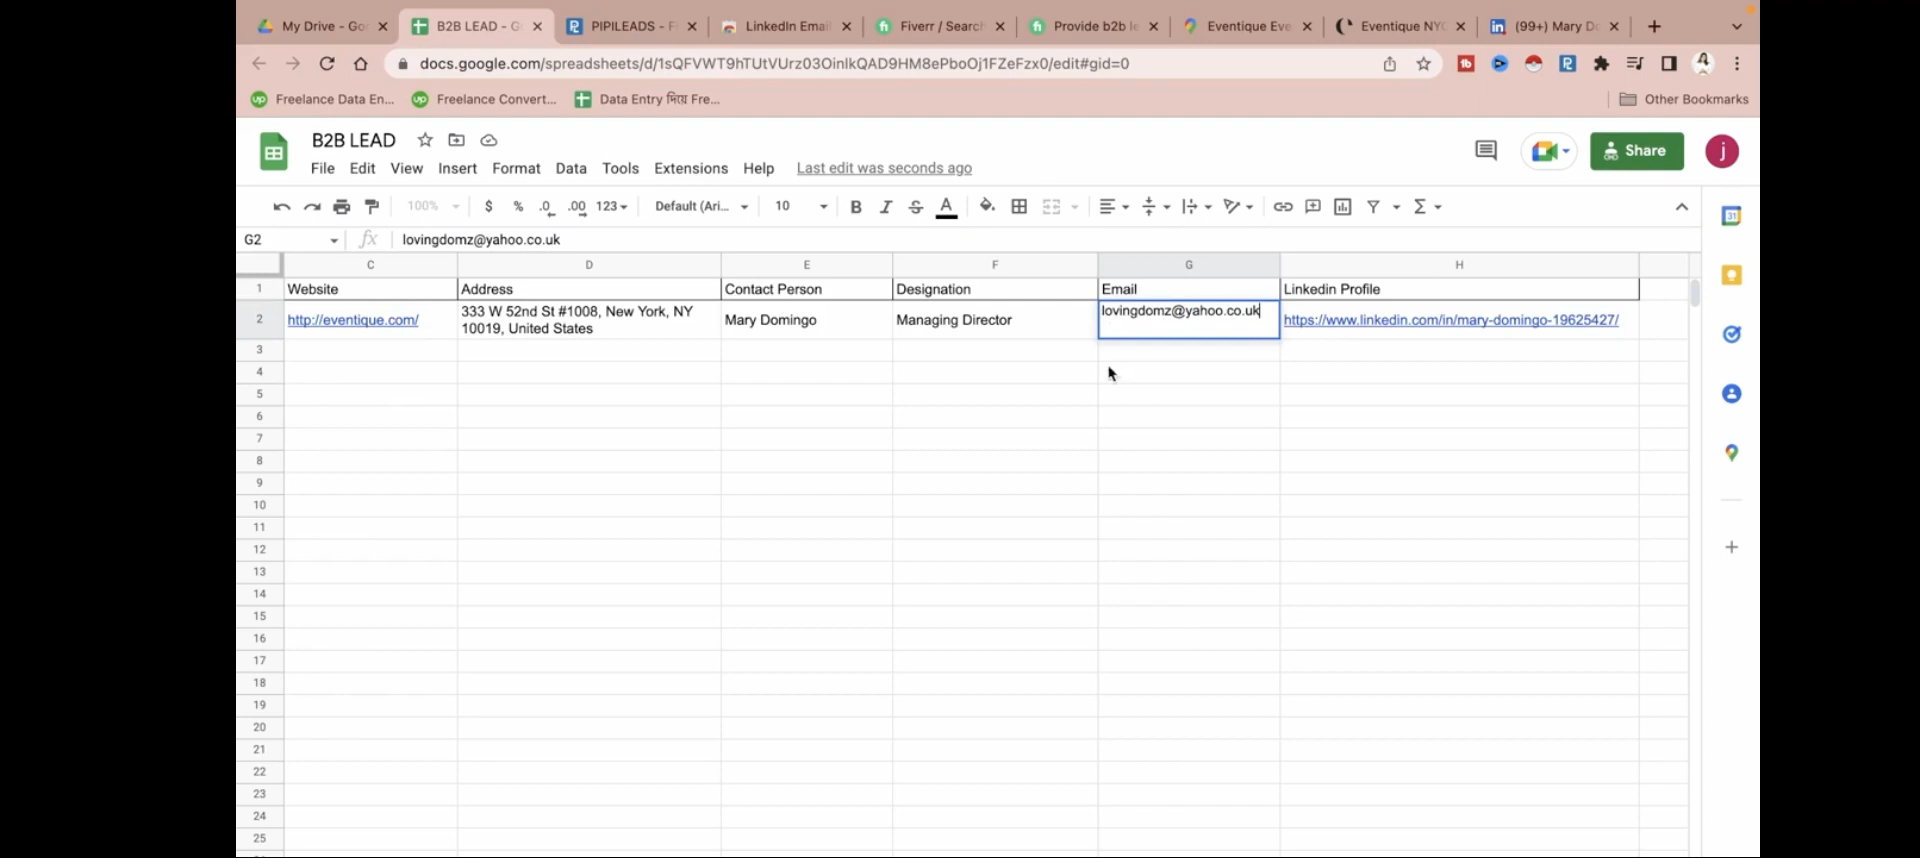 My Drive - Go
B2B LEAD - G
PIPILEADS - F
LinkedIn Email
Fiverr / Search
Provide b2b le
Eventique Eve
Eventique NYC
(99+) Mary Do
docs.google.com/spreadsheets/d/1sQFVWT9hTUtVUrz03OinlkQAD9HM8ePboOj1FZeFzx0/edit#gid=0
Freelance Data En...
Freelance Convert...
Data Entry দিয়ে Fre...
Other Bookmarks
B2B LEAD
File Edit View Insert Format Data Tools Extensions Help Last edit was seconds ago
Share
j
100% $ % .0 .00 123 Default (Ari... 10 B I S A
G2 fx lovingdomz@yahoo.co.uk
C D E F G H
1 Website Address Contact Person Designation Email Linkedin Profile
2 http://eventique.com/ 333 W 52nd St #1008, New York, NY
10019, United States Mary Domingo Managing Director lovingdomz@yahoo.co.uk https://www.linkedin.com/in/mary-domingo-19625427/
3
4
5
6
7
8
9
10
11
12
13
14
15
16
17
18
19
20
21
22
23
24
25